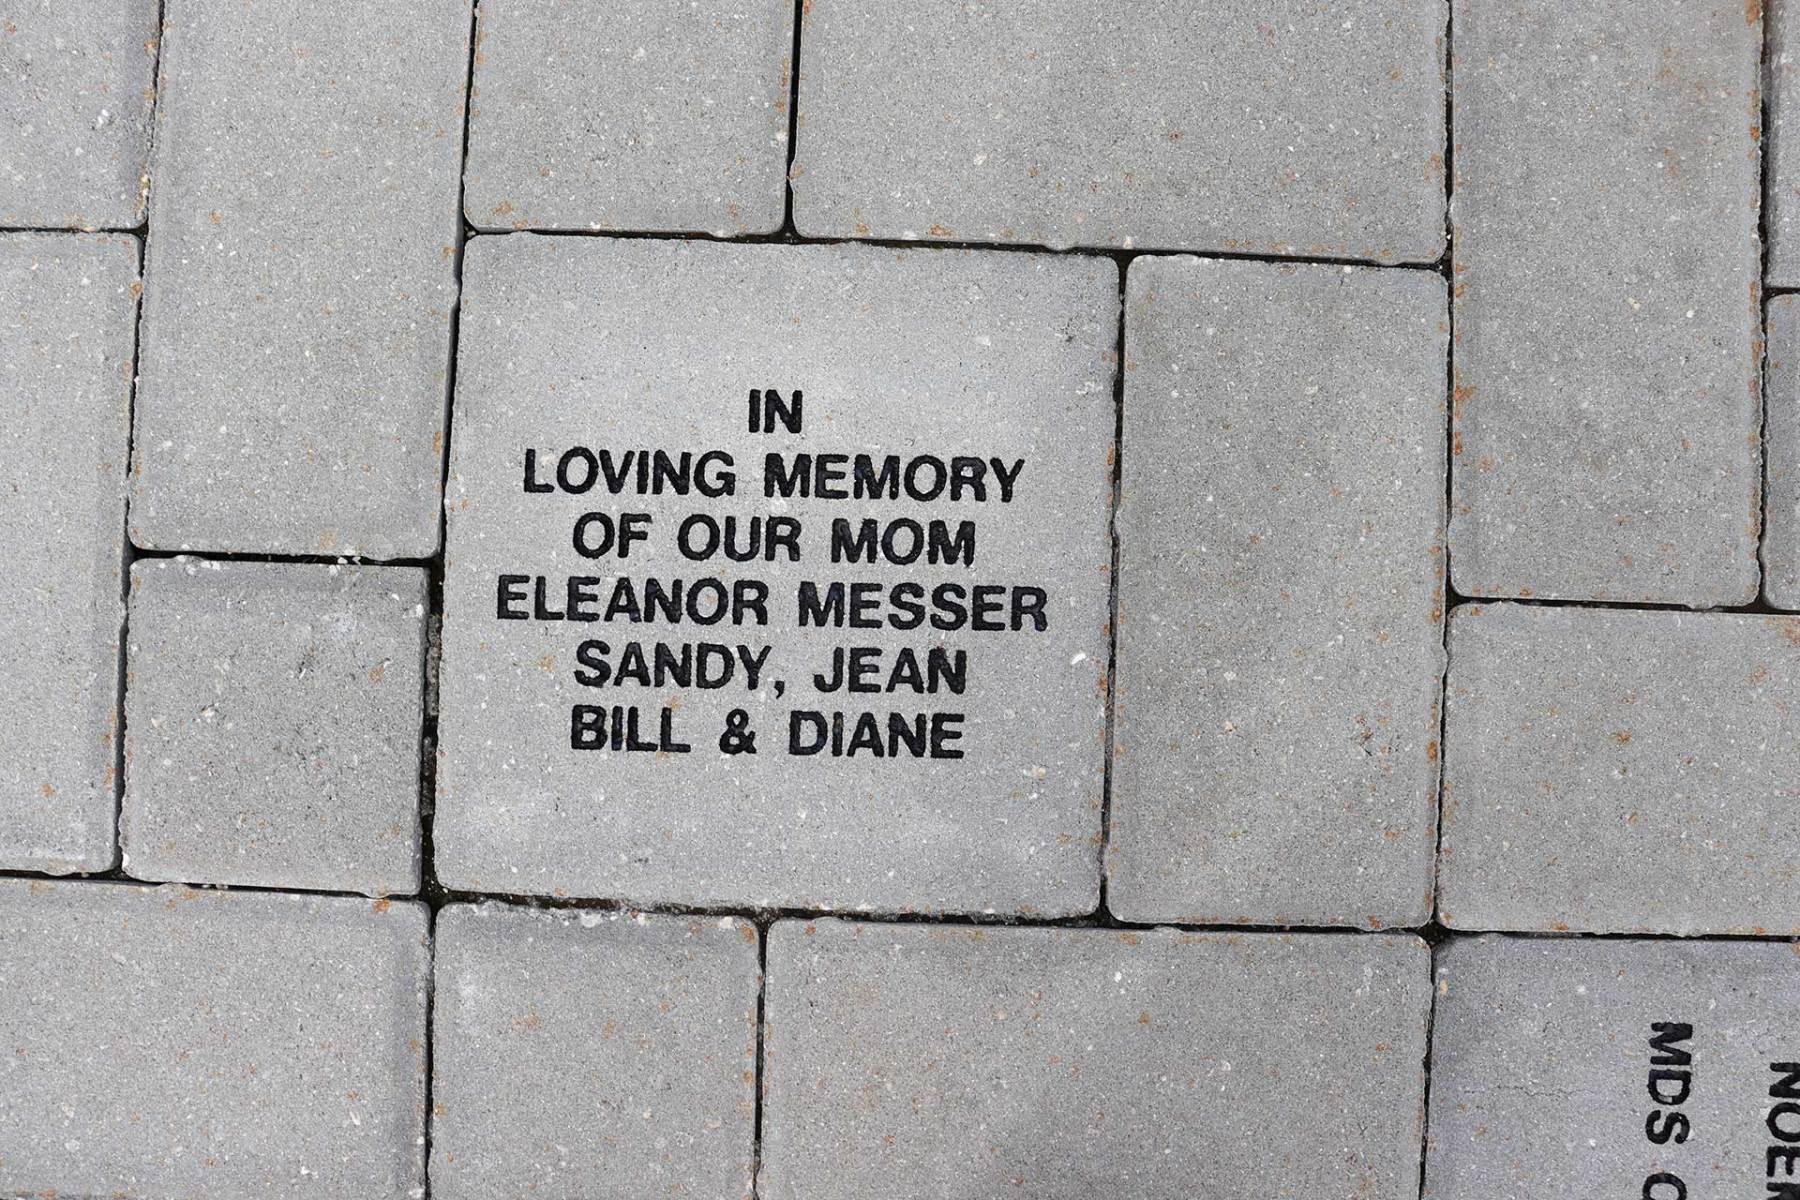 IN
LOVING MEMORY
OF OUR MOM
ELEANOR MESSER
SANDY, JEAN
BILL & DIANE
MDS